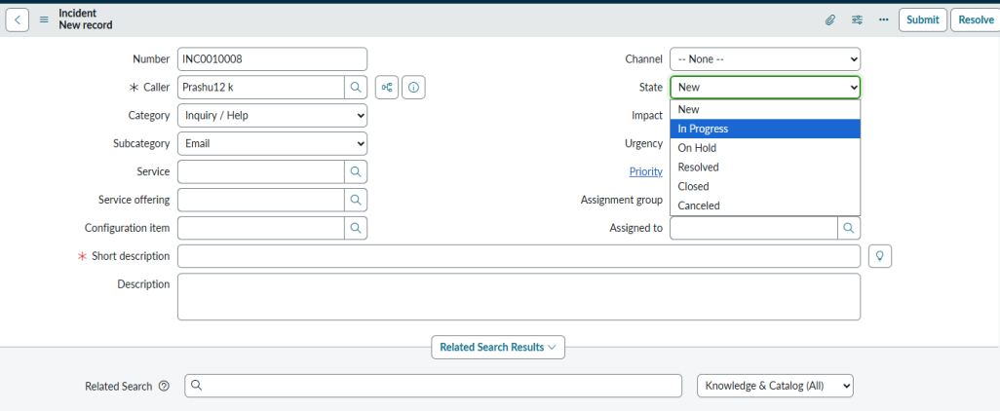 Incident
New record
Submit
Resolve
Number INC0010008
Channel -- None --
Caller Prashu12 k
State New
New
In Progress
On Hold
Resolved
Closed
Canceled
Category Inquiry / Help
Impact
Subcategory Email
Urgency
Service
Priority
Service offering
Assignment group
Configuration item
Assigned to
Short description
Description
Related Search Results
Related Search
Knowledge & Catalog (All)